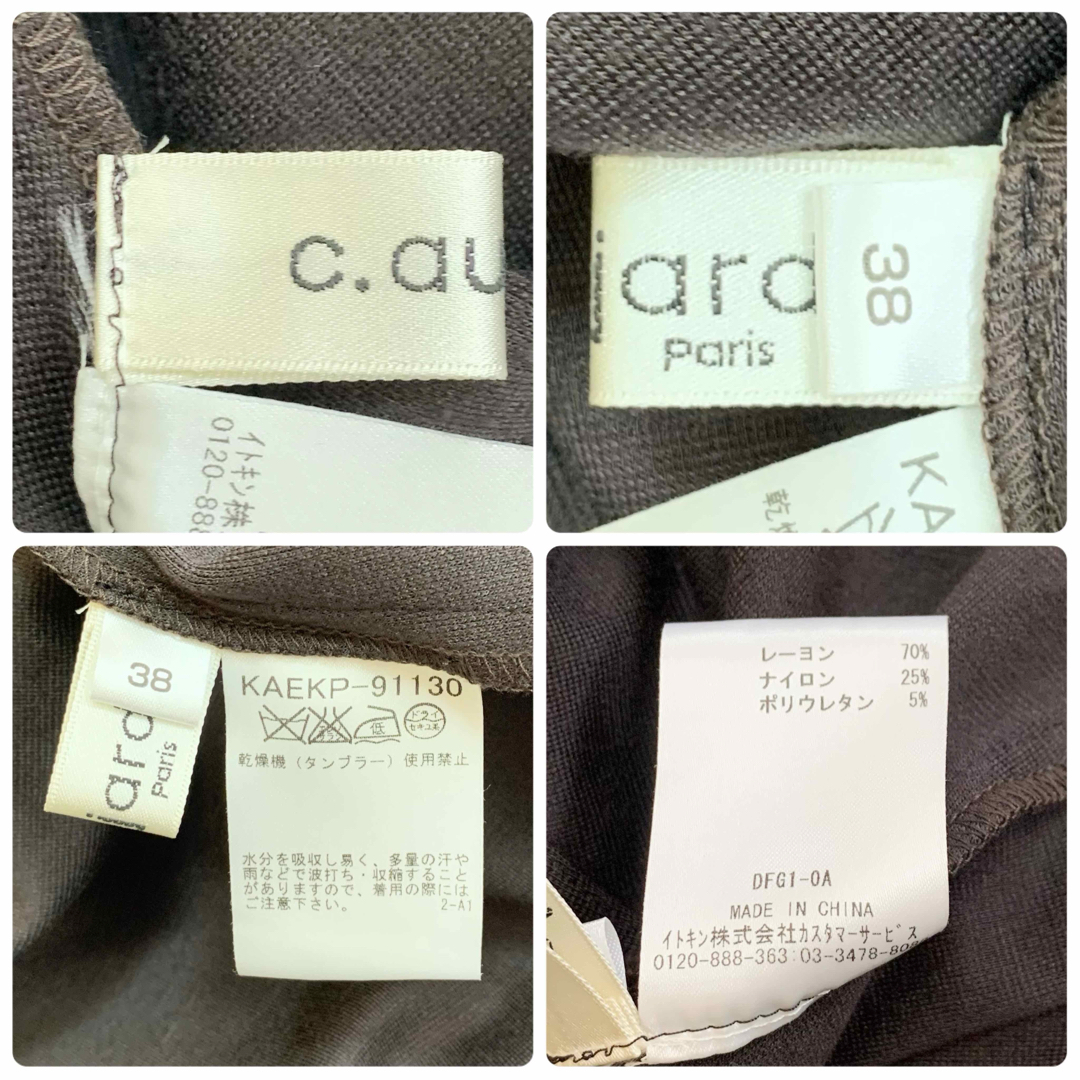 c.au
イトキン株
0120-88
ard
Paris
38
KA
乾燥
38
ard
Paris
KAEKP-91130
低
ドライ
セキユ系
乾燥機（タンブラー）使用禁止
水分を吸収し易く、多量の汗や
雨などで波打ち・収縮すること
がありますので、着用の際には
ご注意下さい。 2-A1
レーヨン 70%
ナイロン 25%
ポリウレタン 5%
DFG1-0A
MADE IN CHINA
イトキン株式会社カスタマーサービス
0120-888-363:03-3478-80